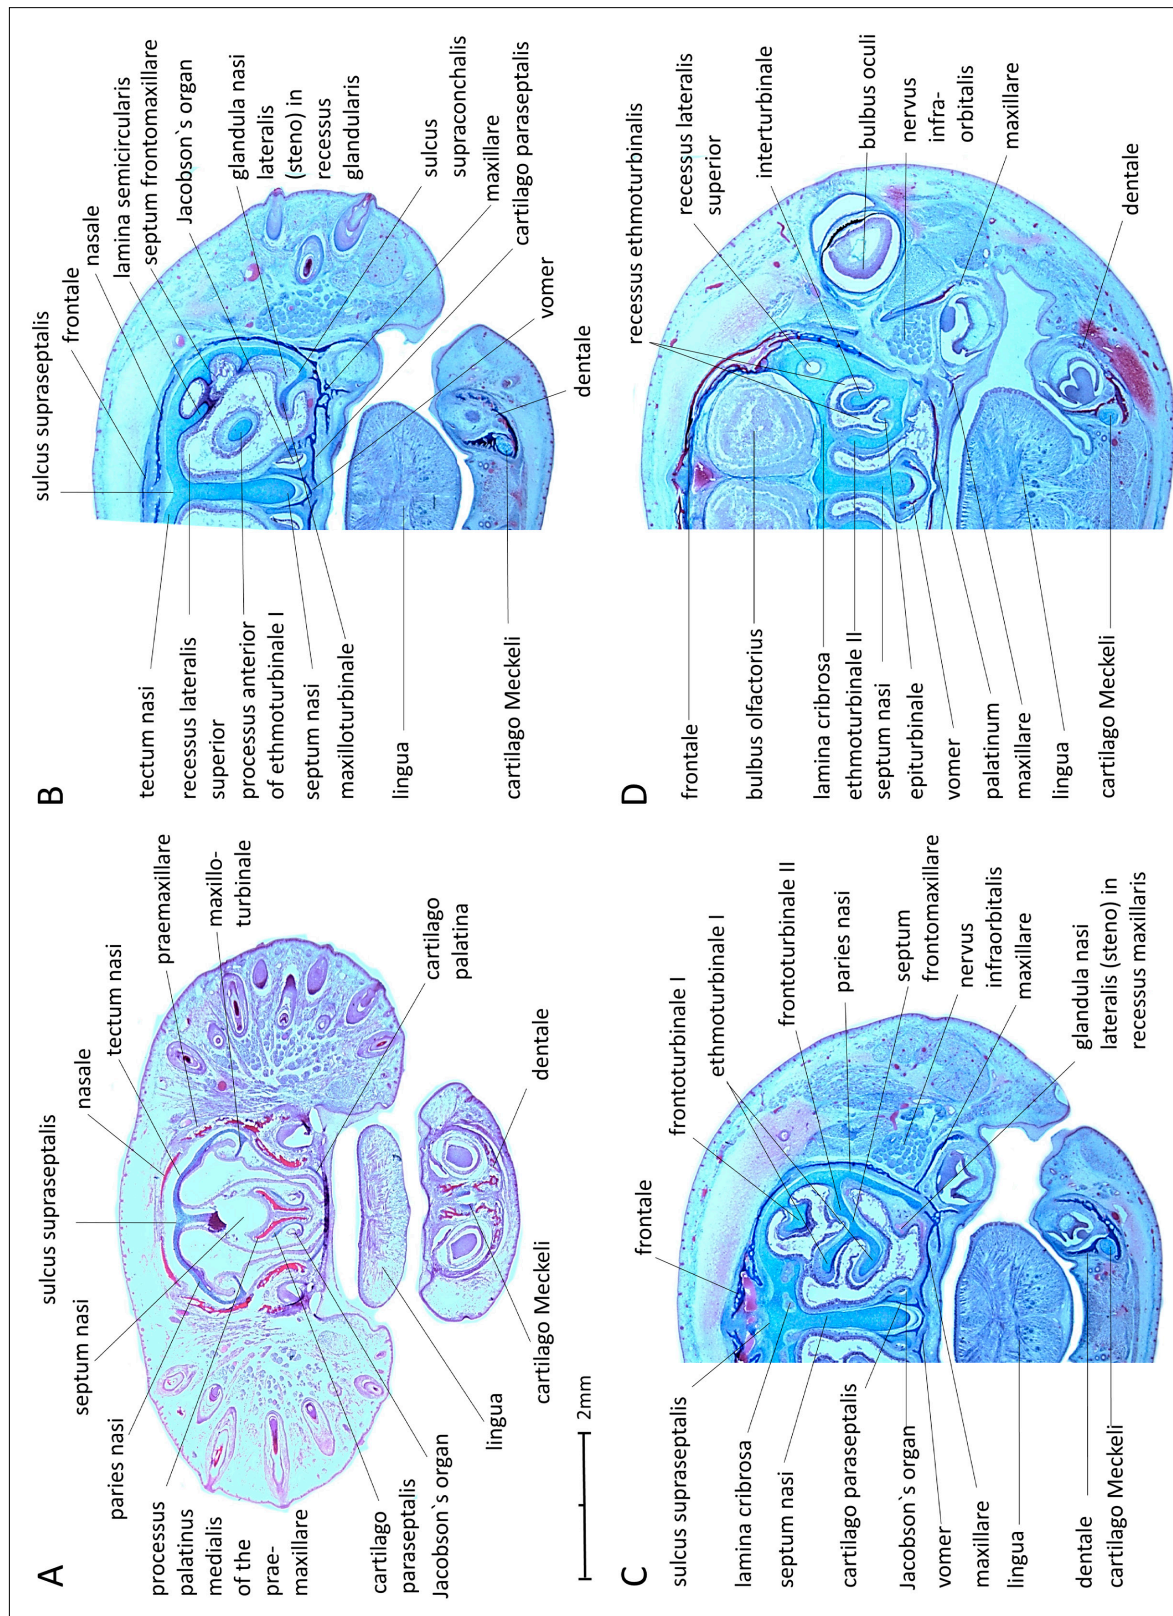 A
sulcus supraseptalis
septum nasi
nasale
tectum nasi
paries nasi
praemaxillare
processus
palatinus
medialis
of the
prae-
maxillare
maxillo-
turbinale
cartilago
paraseptalis
Jacobson`s organ
cartilago
palatina
lingua
dentale
cartilago Meckeli
2mm
B
sulcus supraseptalis
frontale
nasale
lamina semicircularis
septum frontomaxillare
Jacobson`s organ
glandula nasi
lateralis
(steno) in
recessus
glandularis
sulcus
supraconchalis
maxillare
cartilago paraseptalis
vomer
dentale
tectum nasi
recessus lateralis
superior
processus anterior
of ethmoturbinale I
septum nasi
maxilloturbinale
lingua
cartilago Meckeli
C
frontale
frontoturbinale I
ethmoturbinale I
frontoturbinale II
paries nasi
septum
frontomaxillare
nervus
infraorbitalis
maxillare
glandula nasi
lateralis (steno) in
recessus maxillaris
sulcus supraseptalis
lamina cribrosa
septum nasi
cartilago paraseptalis
Jacobson`s organ
vomer
maxillare
lingua
dentale
cartilago Meckeli
D
recessus ethmoturbinalis
recessus lateralis
superior
interturbinale
bulbus oculi
nervus
infra-
orbitalis
maxillare
dentale
frontale
bulbus olfactorius
lamina cribrosa
ethmoturbinale II
septum nasi
epiturbinale
vomer
palatinum
maxillare
lingua
cartilago Meckeli